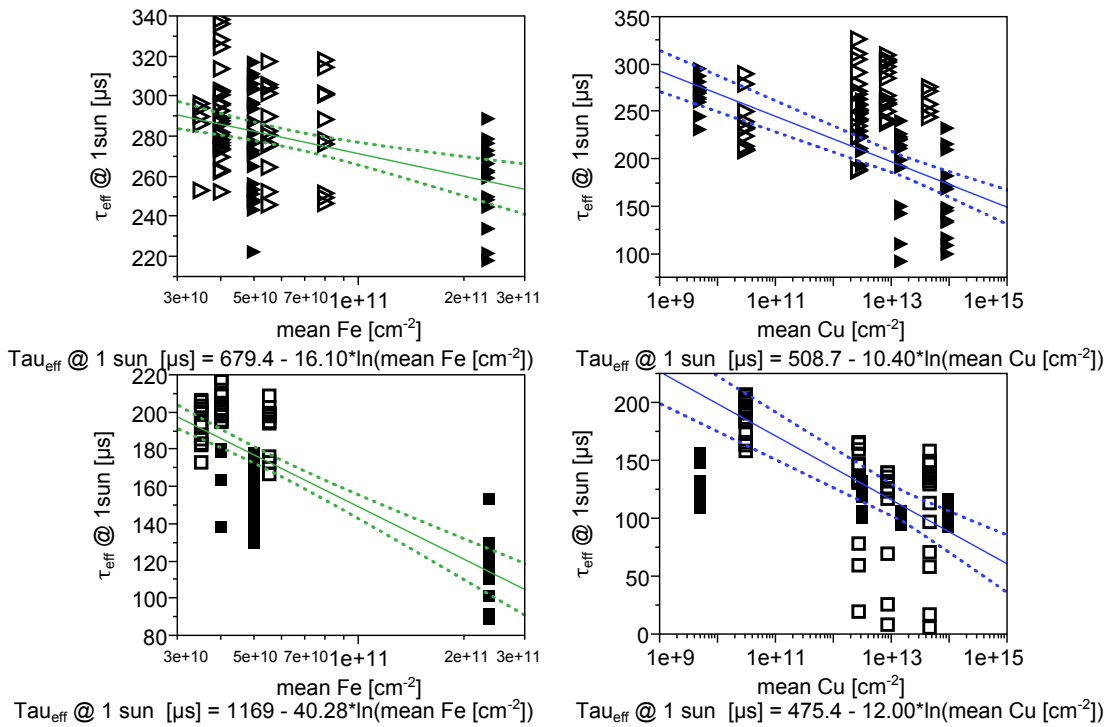 340
320
300
280
260
240
220
τeff @ 1sun [µs]
3e+10 5e+10 7e+10 1e+11 2e+11 3e+11
mean Fe [cm-2]
Taueff @ 1 sun [µs] = 679.4 - 16.10*ln(mean Fe [cm-2])
350
300
250
200
150
100
τeff @ 1sun [µs]
1e+9 1e+11 1e+13 1e+15
mean Cu [cm-2]
Taueff @ 1 sun [µs] = 508.7 - 10.40*ln(mean Cu [cm-2])
220
200
180
160
140
120
100
80
τeff @ 1sun [µs]
3e+10 5e+10 7e+10 1e+11 2e+11 3e+11
mean Fe [cm-2]
Taueff @ 1 sun [µs] = 1169 - 40.28*ln(mean Fe [cm-2])
200
150
100
50
0
τeff @ 1sun [µs]
1e+9 1e+11 1e+13 1e+15
mean Cu [cm-2]
Taueff @ 1 sun [µs] = 475.4 - 12.00*ln(mean Cu [cm-2])